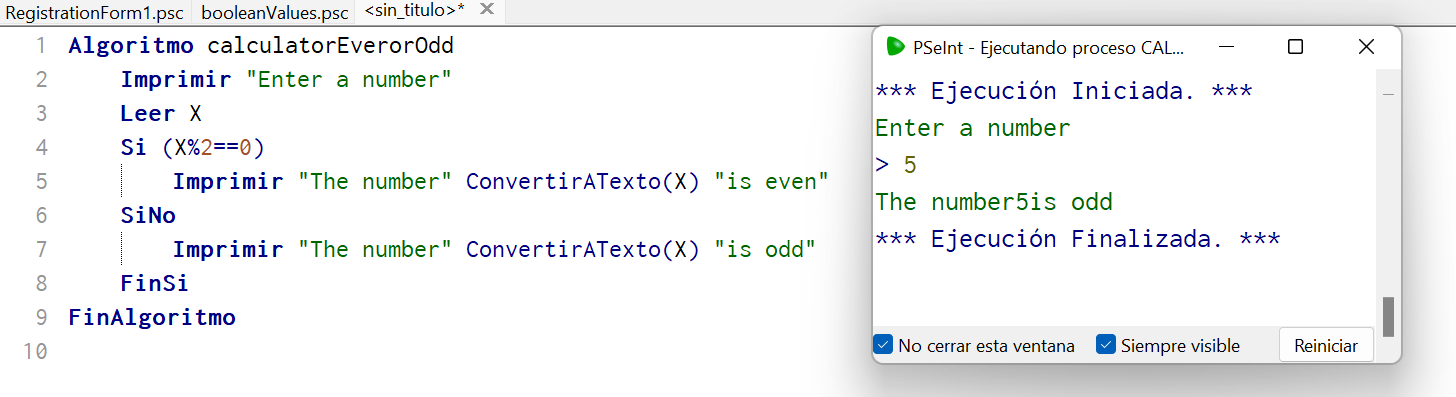 RegistrationForm1.psc booleanValues.psc <sin_titulo>*
1 Algoritmo calculatorEverorOdd
2 Imprimir "Enter a number"
3 Leer X
4 Si (X%2==0)
5 Imprimir "The number" ConvertirATexto(X) "is even"
6 SiNo
7 Imprimir "The number" ConvertirATexto(X) "is odd"
8 FinSi
9 FinAlgoritmo
10
PSeInt - Ejecutando proceso CAL...
*** Ejecución Iniciada. ***
Enter a number
> 5
The number5is odd
*** Ejecución Finalizada. ***
No cerrar esta ventana Siempre visible Reiniciar